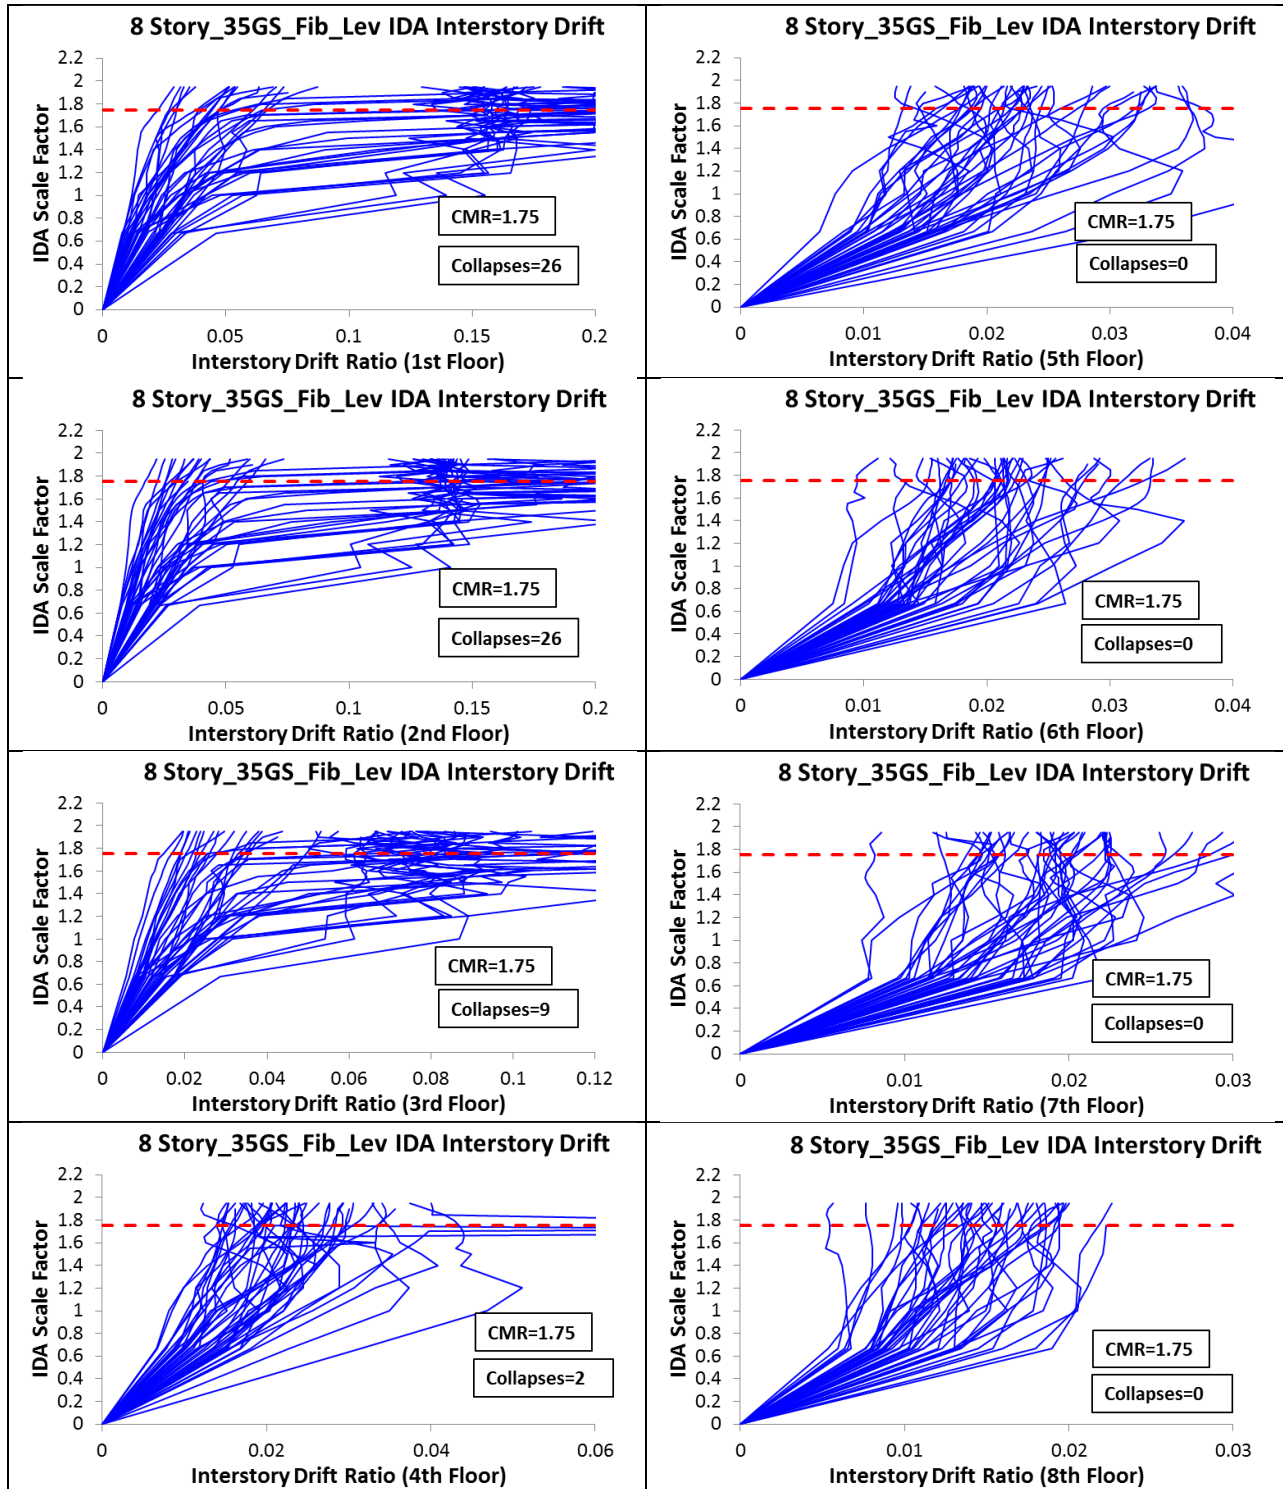 8 Story_35GS_Fib_Lev IDA Interstory Drift
IDA Scale Factor
2.2
2
1.8
1.6
1.4
1.2
1
0.8
0.6
0.4
0.2
0
CMR=1.75
Collapses=26
0 0.05 0.1 0.15 0.2
Interstory Drift Ratio (1st Floor)
8 Story_35GS_Fib_Lev IDA Interstory Drift
IDA Scale Factor
2.2
2
1.8
1.6
1.4
1.2
1
0.8
0.6
0.4
0.2
0
CMR=1.75
Collapses=0
0 0.01 0.02 0.03 0.04
Interstory Drift Ratio (5th Floor)
8 Story_35GS_Fib_Lev IDA Interstory Drift
IDA Scale Factor
2.2
2
1.8
1.6
1.4
1.2
1
0.8
0.6
0.4
0.2
0
CMR=1.75
Collapses=26
0 0.05 0.1 0.15 0.2
Interstory Drift Ratio (2nd Floor)
8 Story_35GS_Fib_Lev IDA Interstory Drift
IDA Scale Factor
2.2
2
1.8
1.6
1.4
1.2
1
0.8
0.6
0.4
0.2
0
CMR=1.75
Collapses=0
0 0.01 0.02 0.03 0.04
Interstory Drift Ratio (6th Floor)
8 Story_35GS_Fib_Lev IDA Interstory Drift
IDA Scale Factor
2.2
2
1.8
1.6
1.4
1.2
1
0.8
0.6
0.4
0.2
0
CMR=1.75
Collapses=9
0 0.02 0.04 0.06 0.08 0.1 0.12
Interstory Drift Ratio (3rd Floor)
8 Story_35GS_Fib_Lev IDA Interstory Drift
IDA Scale Factor
2.2
2
1.8
1.6
1.4
1.2
1
0.8
0.6
0.4
0.2
0
CMR=1.75
Collapses=0
0 0.01 0.02 0.03
Interstory Drift Ratio (7th Floor)
8 Story_35GS_Fib_Lev IDA Interstory Drift
IDA Scale Factor
2.2
2
1.8
1.6
1.4
1.2
1
0.8
0.6
0.4
0.2
0
CMR=1.75
Collapses=2
0 0.02 0.04 0.06
Interstory Drift Ratio (4th Floor)
8 Story_35GS_Fib_Lev IDA Interstory Drift
IDA Scale Factor
2.2
2
1.8
1.6
1.4
1.2
1
0.8
0.6
0.4
0.2
0
CMR=1.75
Collapses=0
0 0.01 0.02 0.03
Interstory Drift Ratio (8th Floor)